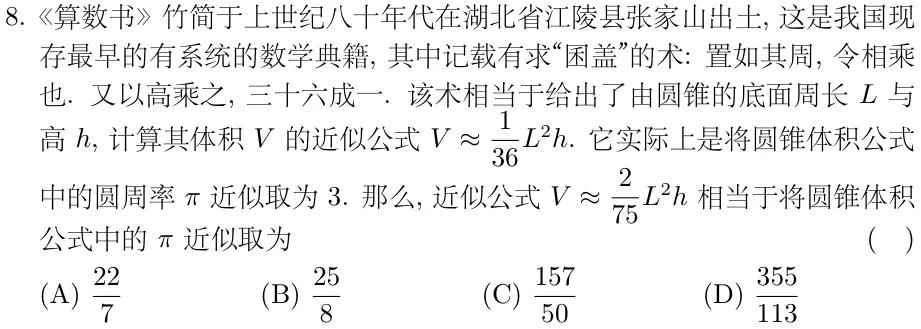 8.《算数书》竹简于上世纪八十年代在湖北省江陵县张家山出土, 这是我国现
存最早的有系统的数学典籍, 其中记载有求“囷盖”的术: 置如其周, 令相乘
也. 又以高乘之, 三十六成一. 该术相当于给出了由圆锥的底面周长 L 与
高 h, 计算其体积 V 的近似公式 V ≈ \frac{1}{36}L²h. 它实际上是将圆锥体积公式
中的圆周率 π 近似取为 3. 那么, 近似公式 V ≈ \frac{2}{75}L²h 相当于将圆锥体积
公式中的 π 近似取为 ( )
(A) \frac{22}{7} (B) \frac{25}{8} (C) \frac{157}{50} (D) \frac{355}{113}